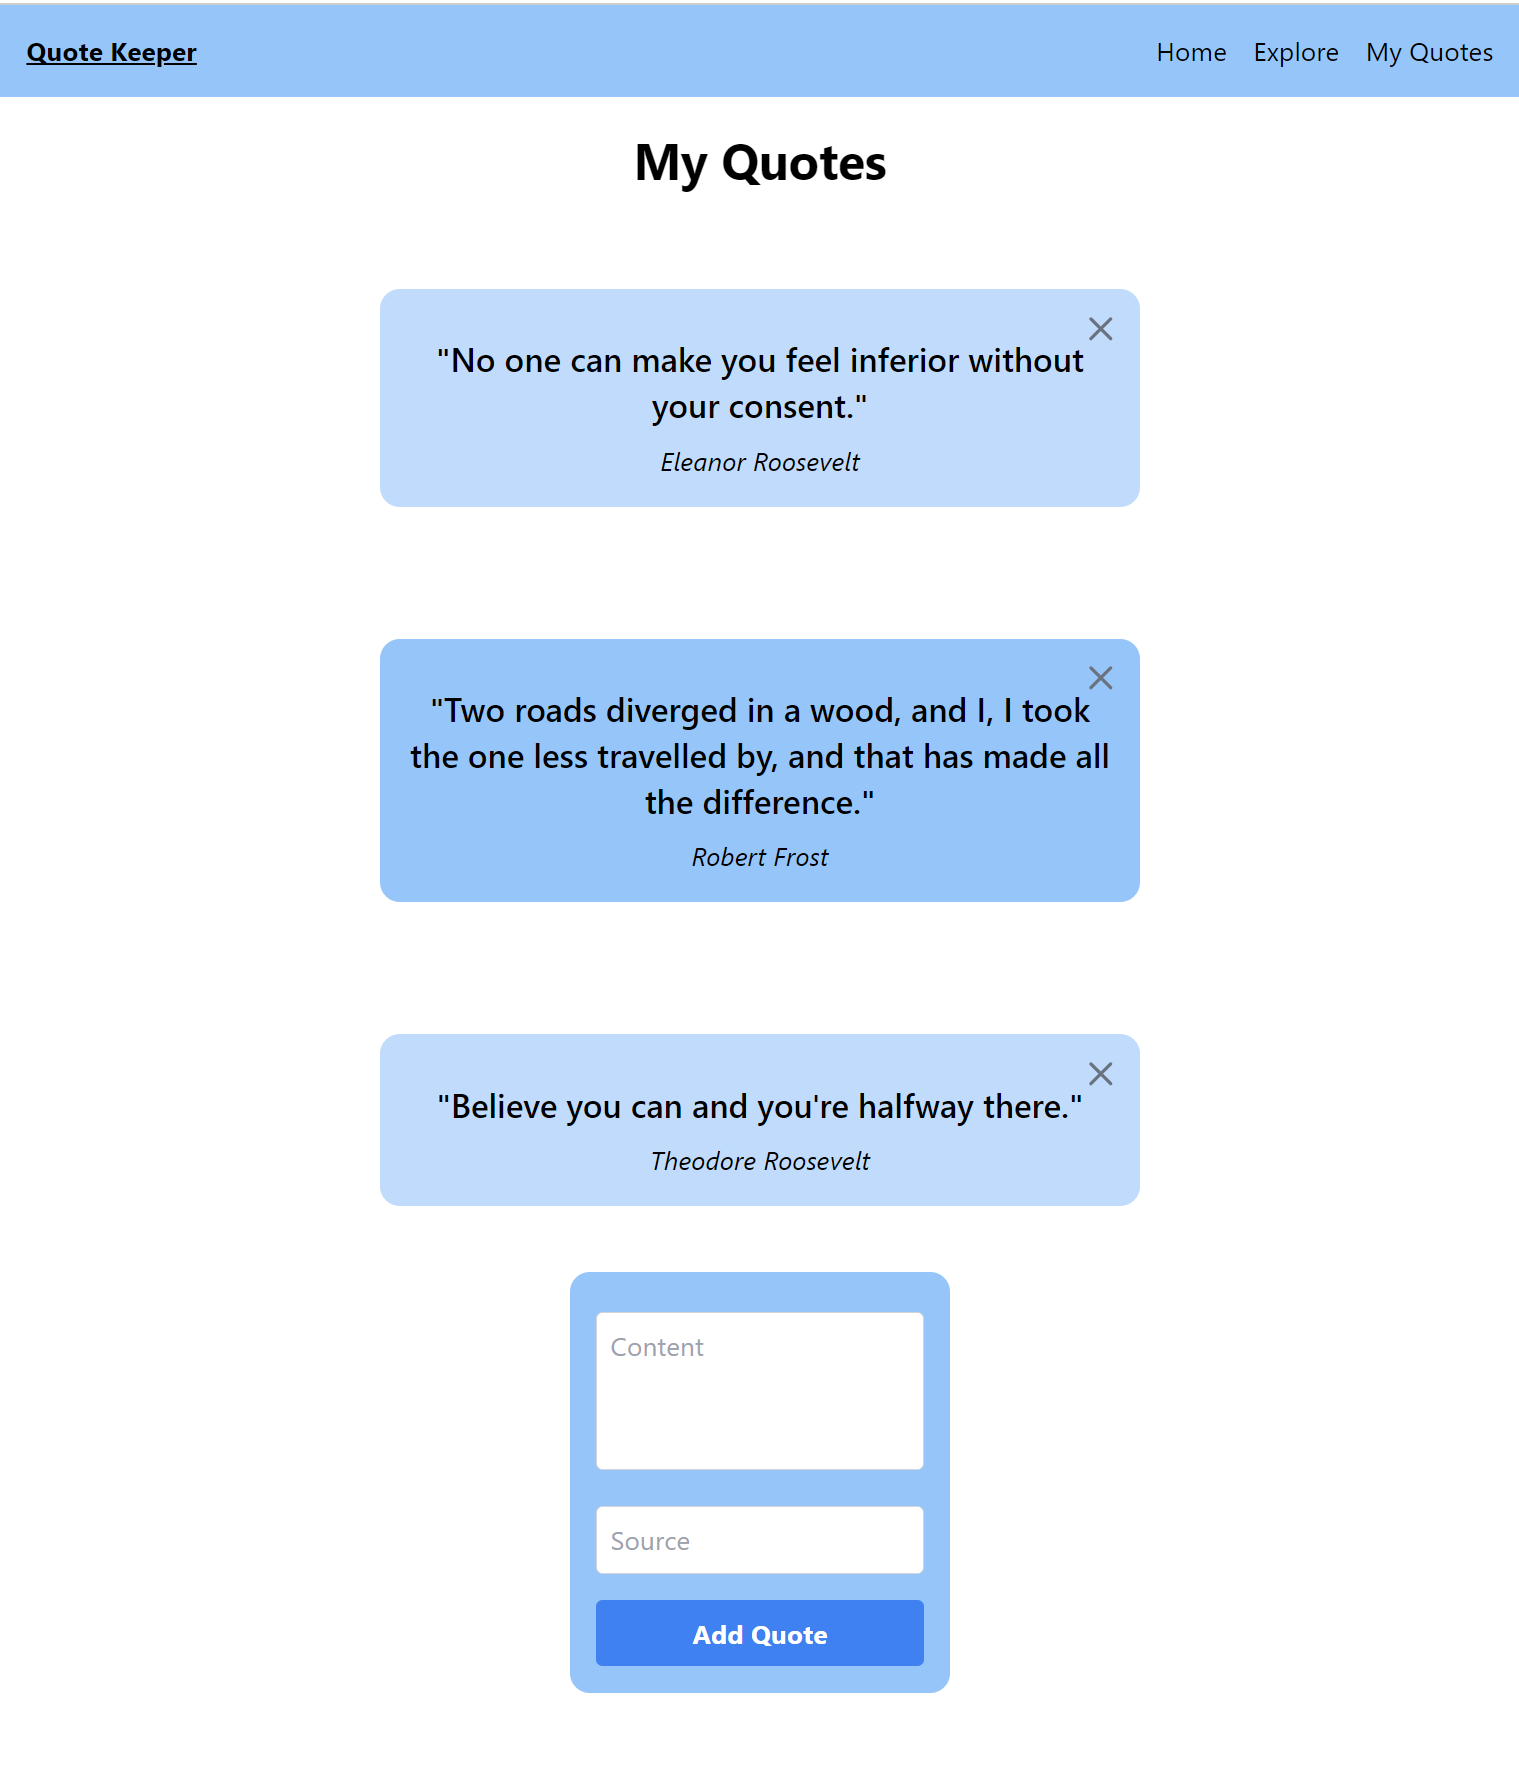 Quote Keeper
Home Explore My Quotes
My Quotes
"No one can make you feel inferior without
your consent."
Eleanor Roosevelt
"Two roads diverged in a wood, and I, I took
the one less travelled by, and that has made all
the difference."
Robert Frost
"Believe you can and you're halfway there."
Theodore Roosevelt
Content
Source
Add Quote